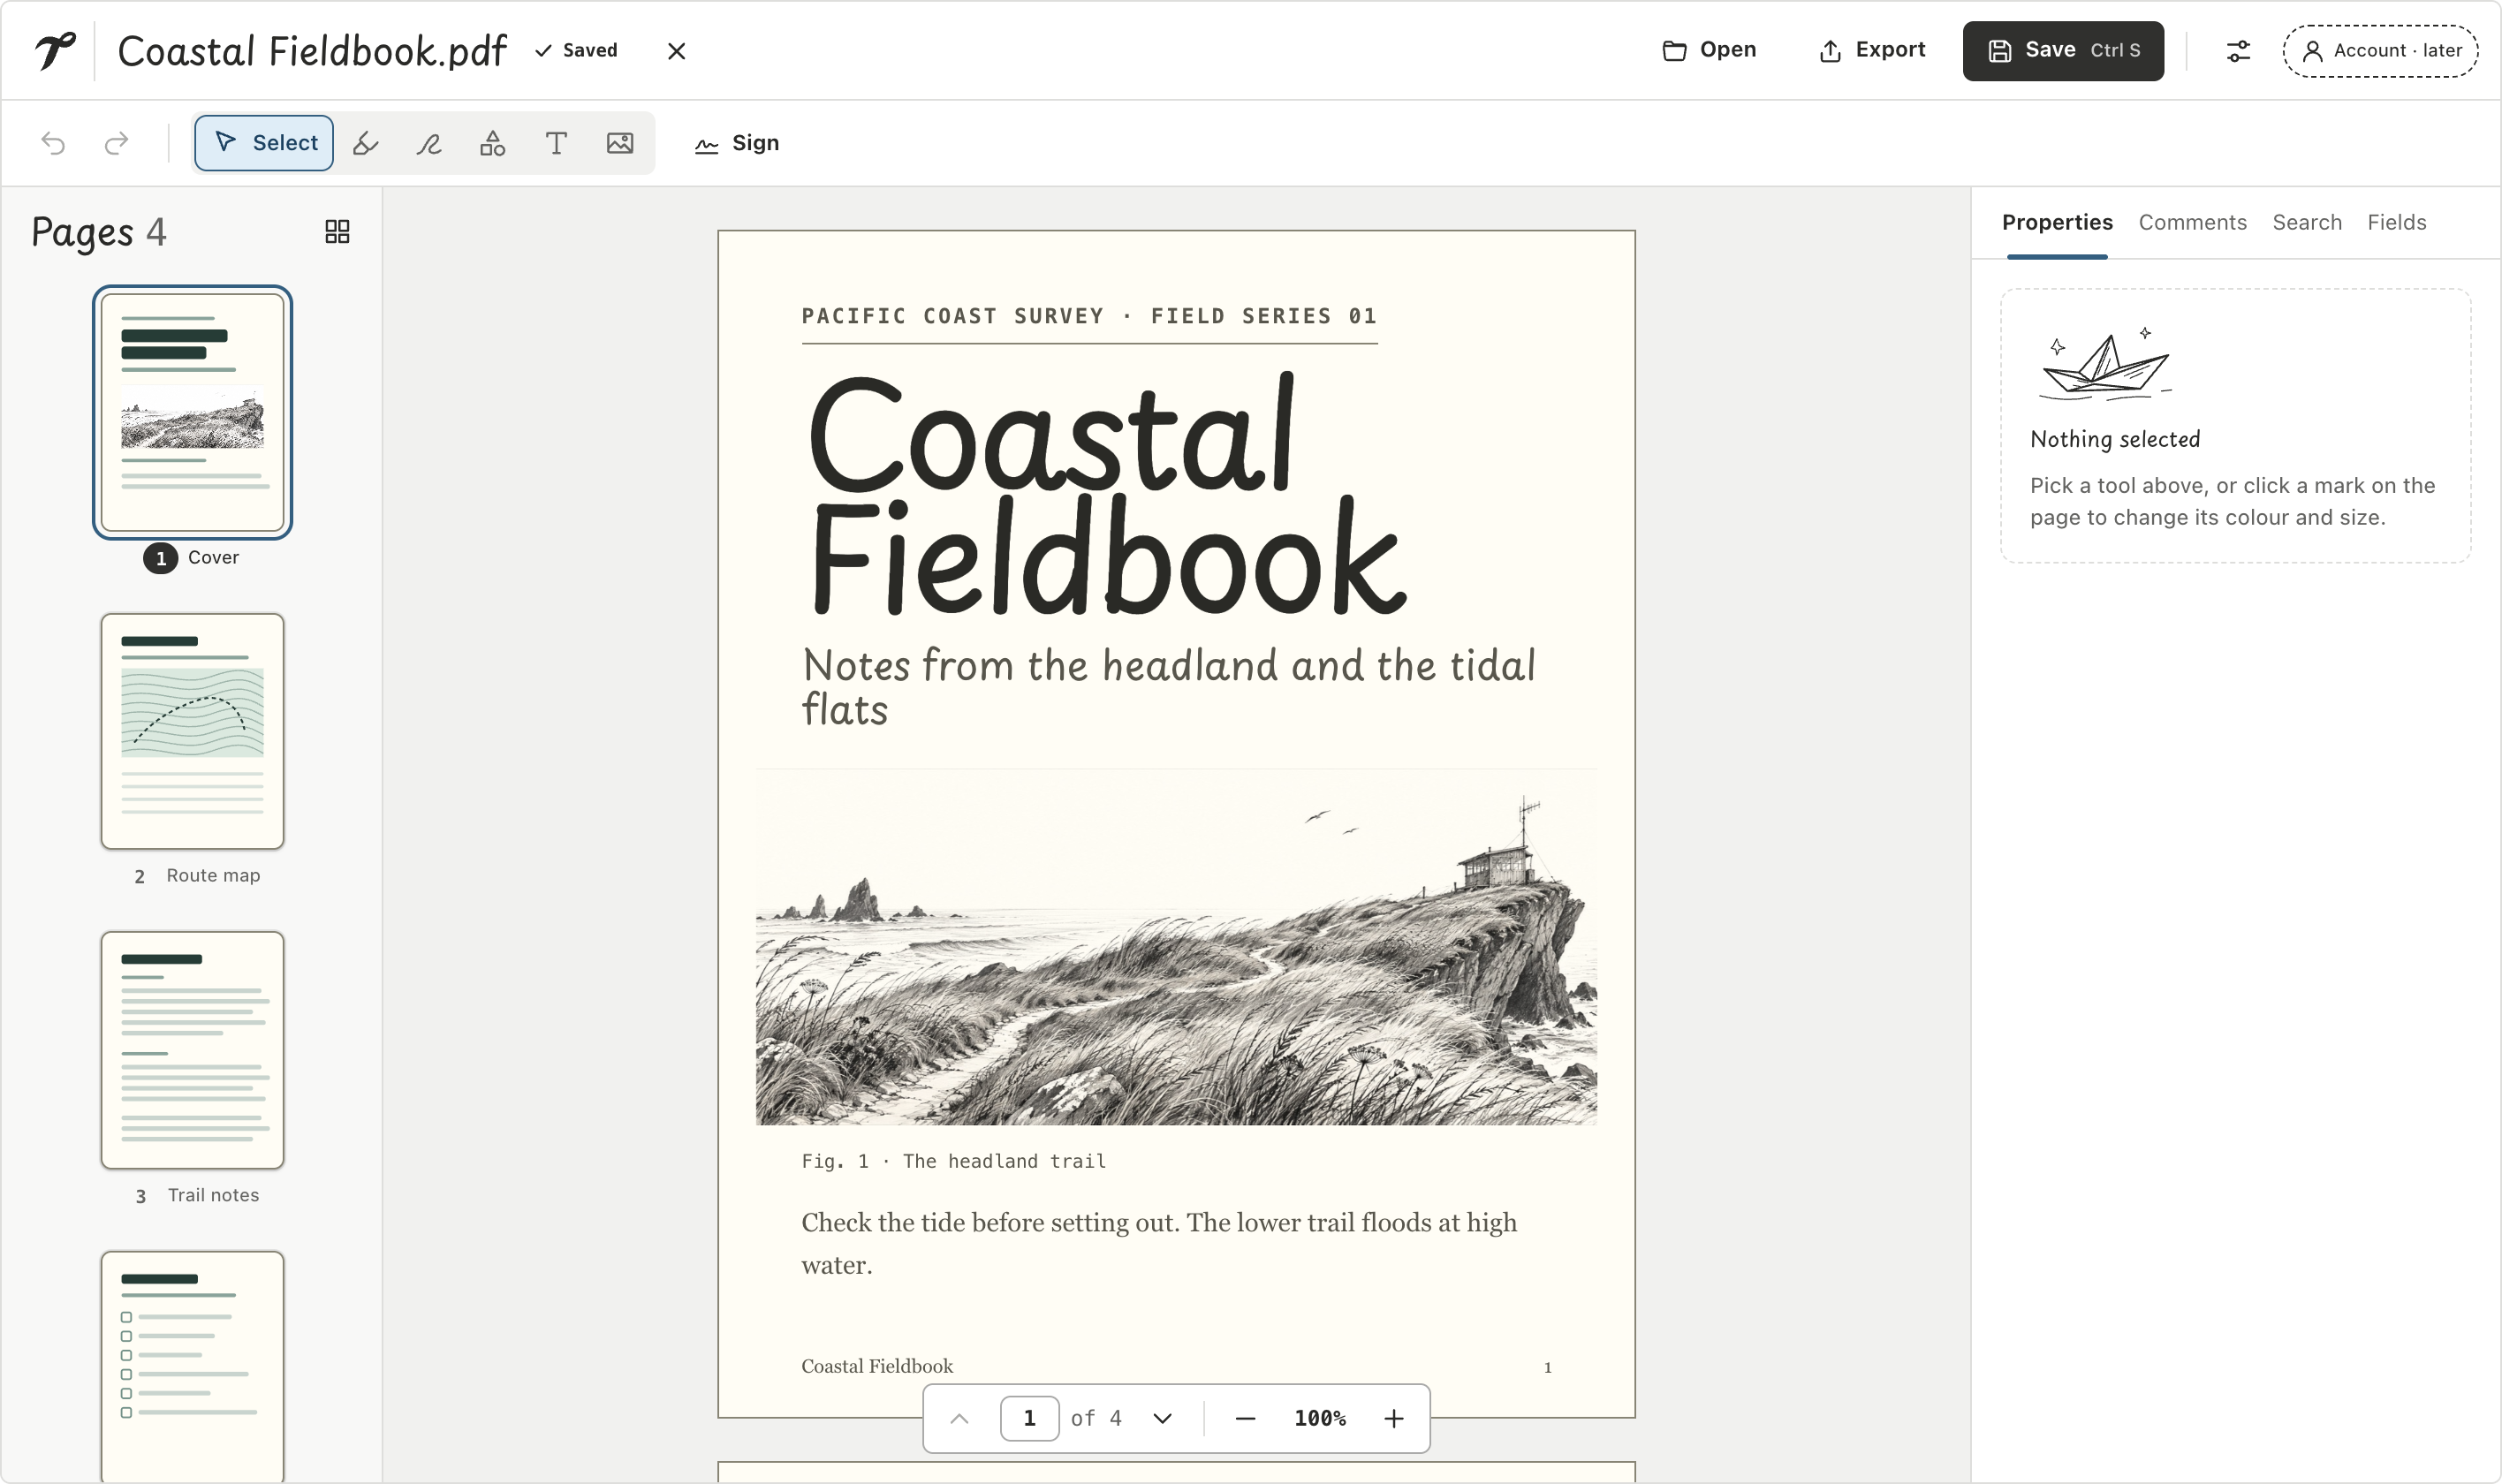 Coastal Fieldbook.pdf
Saved
Open
Export
Save Ctrl S
Account · later
Select
Sign
Pages 4
1 Cover
2 Route map
3 Trail notes
PACIFIC COAST SURVEY · FIELD SERIES 01
Coastal
Fieldbook
Notes from the headland and the tidal
flats
Fig. 1 · The headland trail
Check the tide before setting out. The lower trail floods at high
water.
Coastal Fieldbook 1
1 of 4 100%
Properties Comments Search Fields
Nothing selected
Pick a tool above, or click a mark on the
page to change its colour and size.